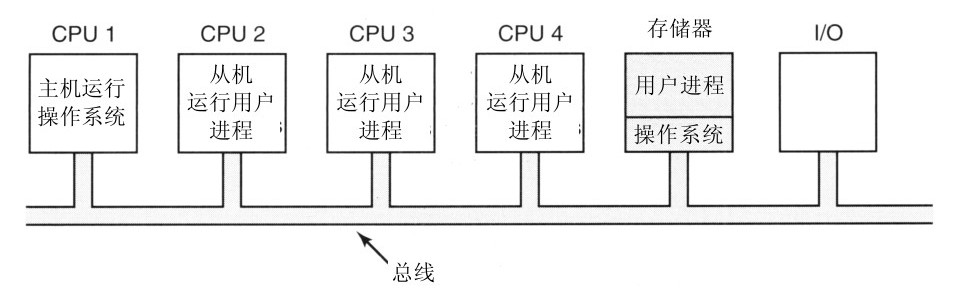 CPU 1
CPU 2
CPU 3
CPU 4
存储器
I/O
主机运行
操作系统
从机
运行用户
进程
从机
运行用户
进程
从机
运行用户
进程
用户进程
操作系统
总线